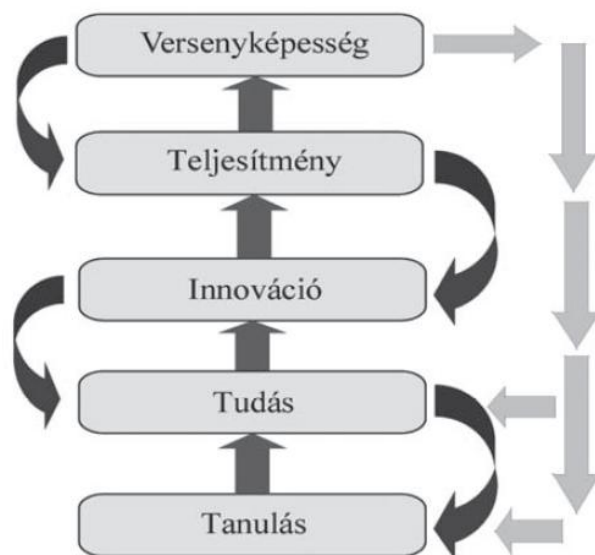 Versenyképesség
Teljesítmény
Innováció
Tudás
Tanulás